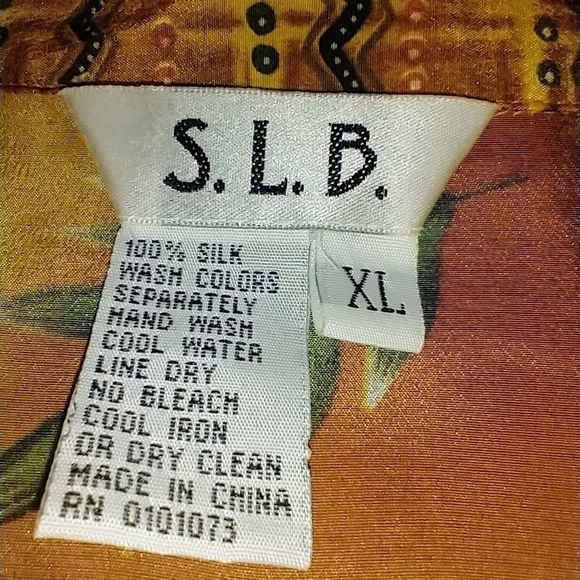 S.L.B.
XL
100% SILK
WASH COLORS
SEPARATELY
HAND WASH
COOL WATER
LINE DRY
NO BLEACH
COOL IRON
OR DRY CLEAN
MADE IN CHINA
RN 0101073